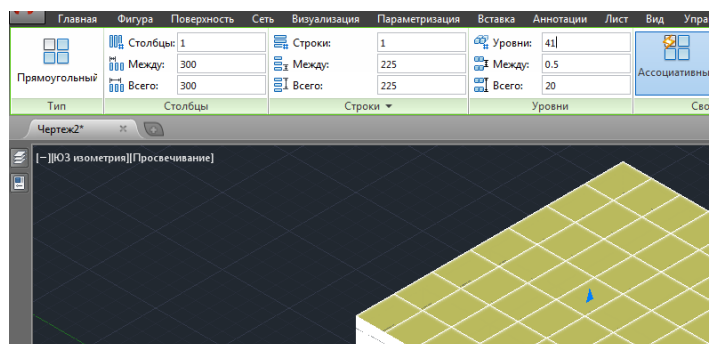 Главная Фигура Поверхность Сеть Визуализация Параметризация Вставка Аннотации Лист Вид Упра
Столбцы: 1 Строки: 1 Уровни: 41
Между: 300 Между: 225 Между: 0.5
Прямоугольный Ассоциативны
Всего: 300 Всего: 225 Всего: 20
Тип Столбцы Строки Уровни Сво
Чертеж2*
[−][ЮЗ изометрия][Просвечивание]